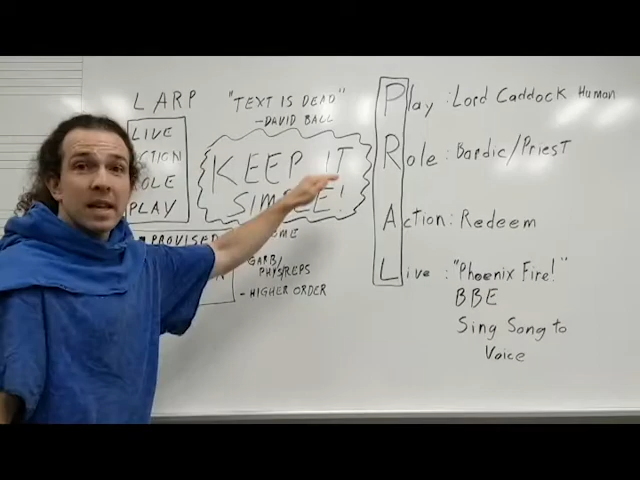 LARP
LIVE
ACTION
ROLE
PLAY
"TEXT IS DEAD"
-DAVID BALL
KEEP IT
SIMPLE!
GARB/
PHYSREPS
- HIGHER ORDER
Play : Lord Caddock Human
Role : Bardic/Priest
Action : Redeem
Live : "Phoenix Fire!"
BBE
Sing Song to
Voice